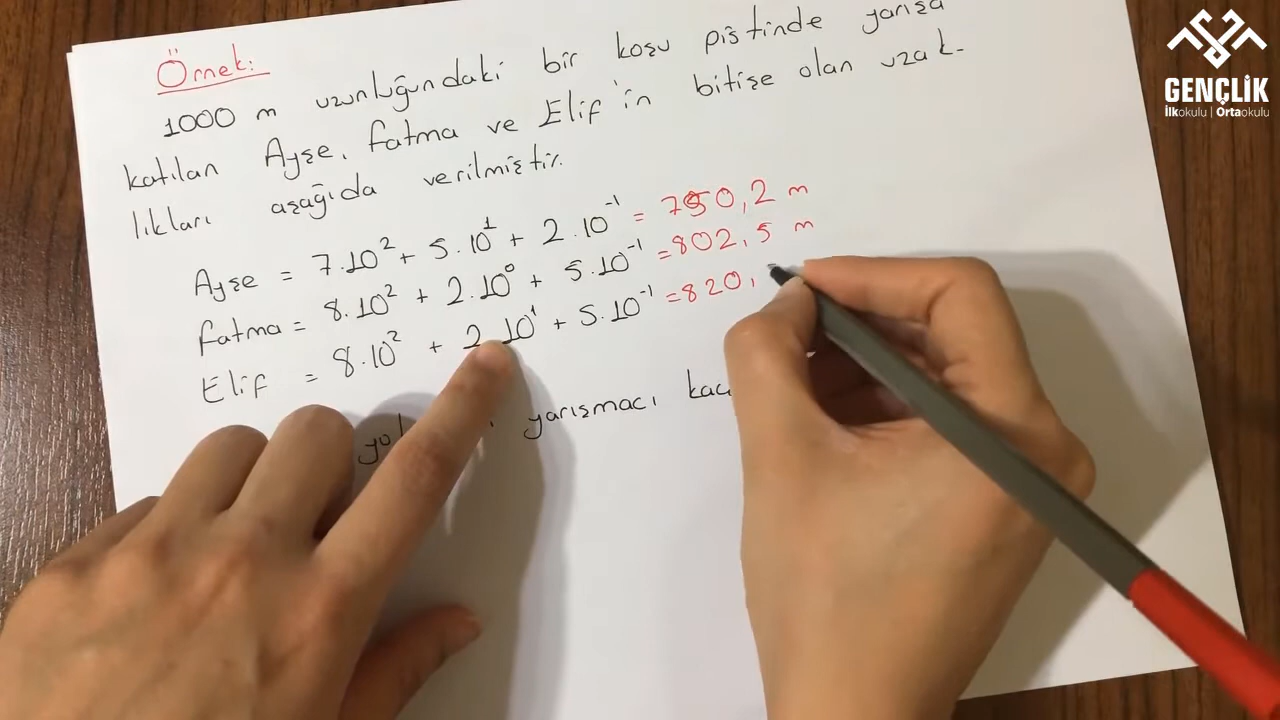 Örnek:
1000 m uzunluğundaki bir koşu pistinde yarışa
katılan Ayşe, Fatma ve Elif'in bitişe olan uzak-
lıkları aşağıda verilmiştir.
Ayşe = 7.10² + 5.10¹ + 2.10⁻¹ = 750,2 m
Fatma = 8.10² + 2.10⁰ + 5.10⁻¹ = 802,5 m
Elif = 8.10² + 2.10¹ + 5.10⁻¹ = 820,
yarışmacı
GENÇLİK
İlkokulu | Ortaokulu